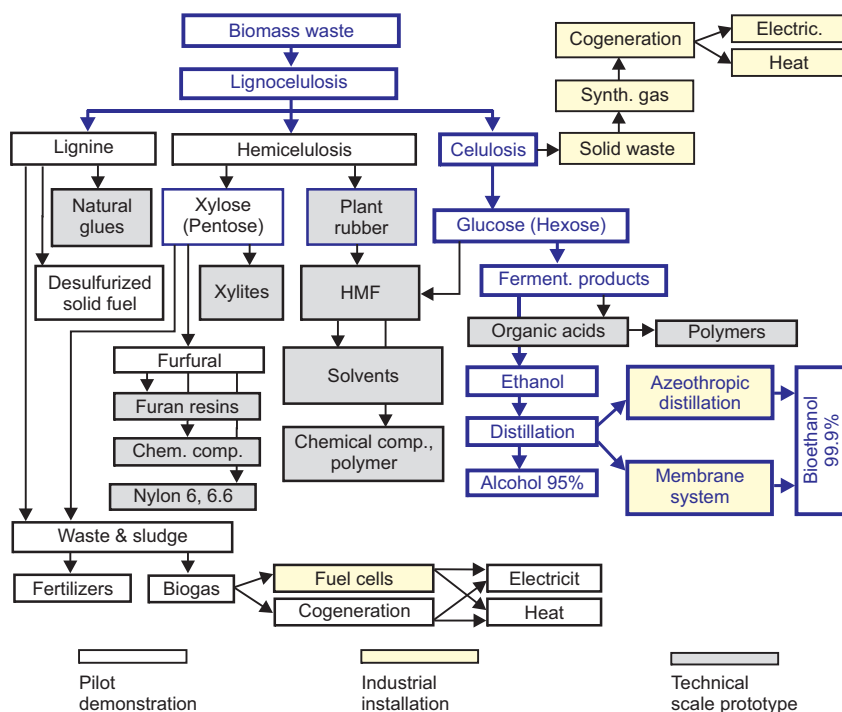 Biomass waste
Lignocelulosis
Cogeneration
Electric.
Heat
Synth. gas
Lignine
Hemicelulosis
Celulosis
Solid waste
Natural
glues
Xylose
(Pentose)
Plant
rubber
Glucose (Hexose)
Desulfurized
solid fuel
Xylites
HMF
Ferment. products
Organic acids
Polymers
Furfural
Solvents
Ethanol
Azeothropic
distillation
Furan resins
Chem. comp.
Chemical comp.,
polymer
Distillation
Bioethanol
99.9%
Nylon 6, 6.6
Alcohol 95%
Membrane
system
Waste & sludge
Fertilizers
Biogas
Fuel cells
Electricit
Cogeneration
Heat
Pilot
demonstration
Industrial
installation
Technical
scale prototype